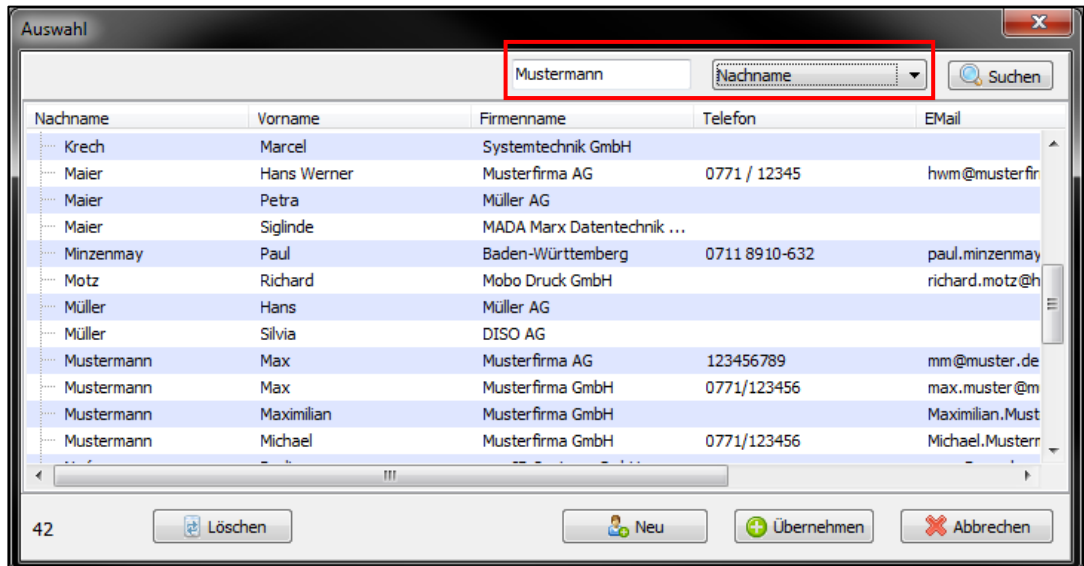 Auswahl
Mustermann Nachname Suchen
Nachname Vorname Firmenname Telefon EMail
Krech Marcel Systemtechnik GmbH
Maier Hans Werner Musterfirma AG 0771 / 12345 hwm@musterfir
Maier Petra Müller AG
Maier Siglinde MADA Marx Datentechnik ...
Minzenmay Paul Baden-Württemberg 0711 8910-632 paul.minzenmay
Motz Richard Mobo Druck GmbH richard.motz@h
Müller Hans Müller AG
Müller Silvia DISO AG
Mustermann Max Musterfirma AG 123456789 mm@muster.de
Mustermann Max Musterfirma GmbH 0771/123456 max.muster@m
Mustermann Maximilian Musterfirma GmbH Maximilian.Must
Mustermann Michael Musterfirma GmbH 0771/123456 Michael.Musterr
42 Löschen Neu Übernehmen Abbrechen